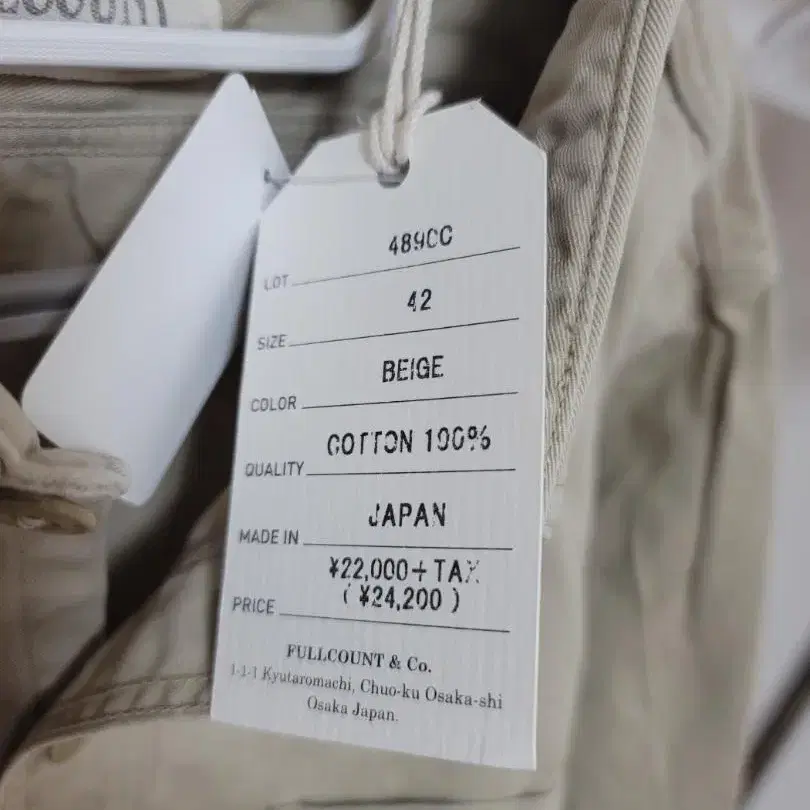 489CC
LOT
42
SIZE
BEIGE
COLOR
COTTON 100%
QUALITY
JAPAN
MADE IN
¥22,000+TAX
( ¥24,200 )
PRICE
FULLCOUNT & Co.
1-1-1 Kyutaromachi, Chuo-ku Osaka-shi
Osaka Japan.